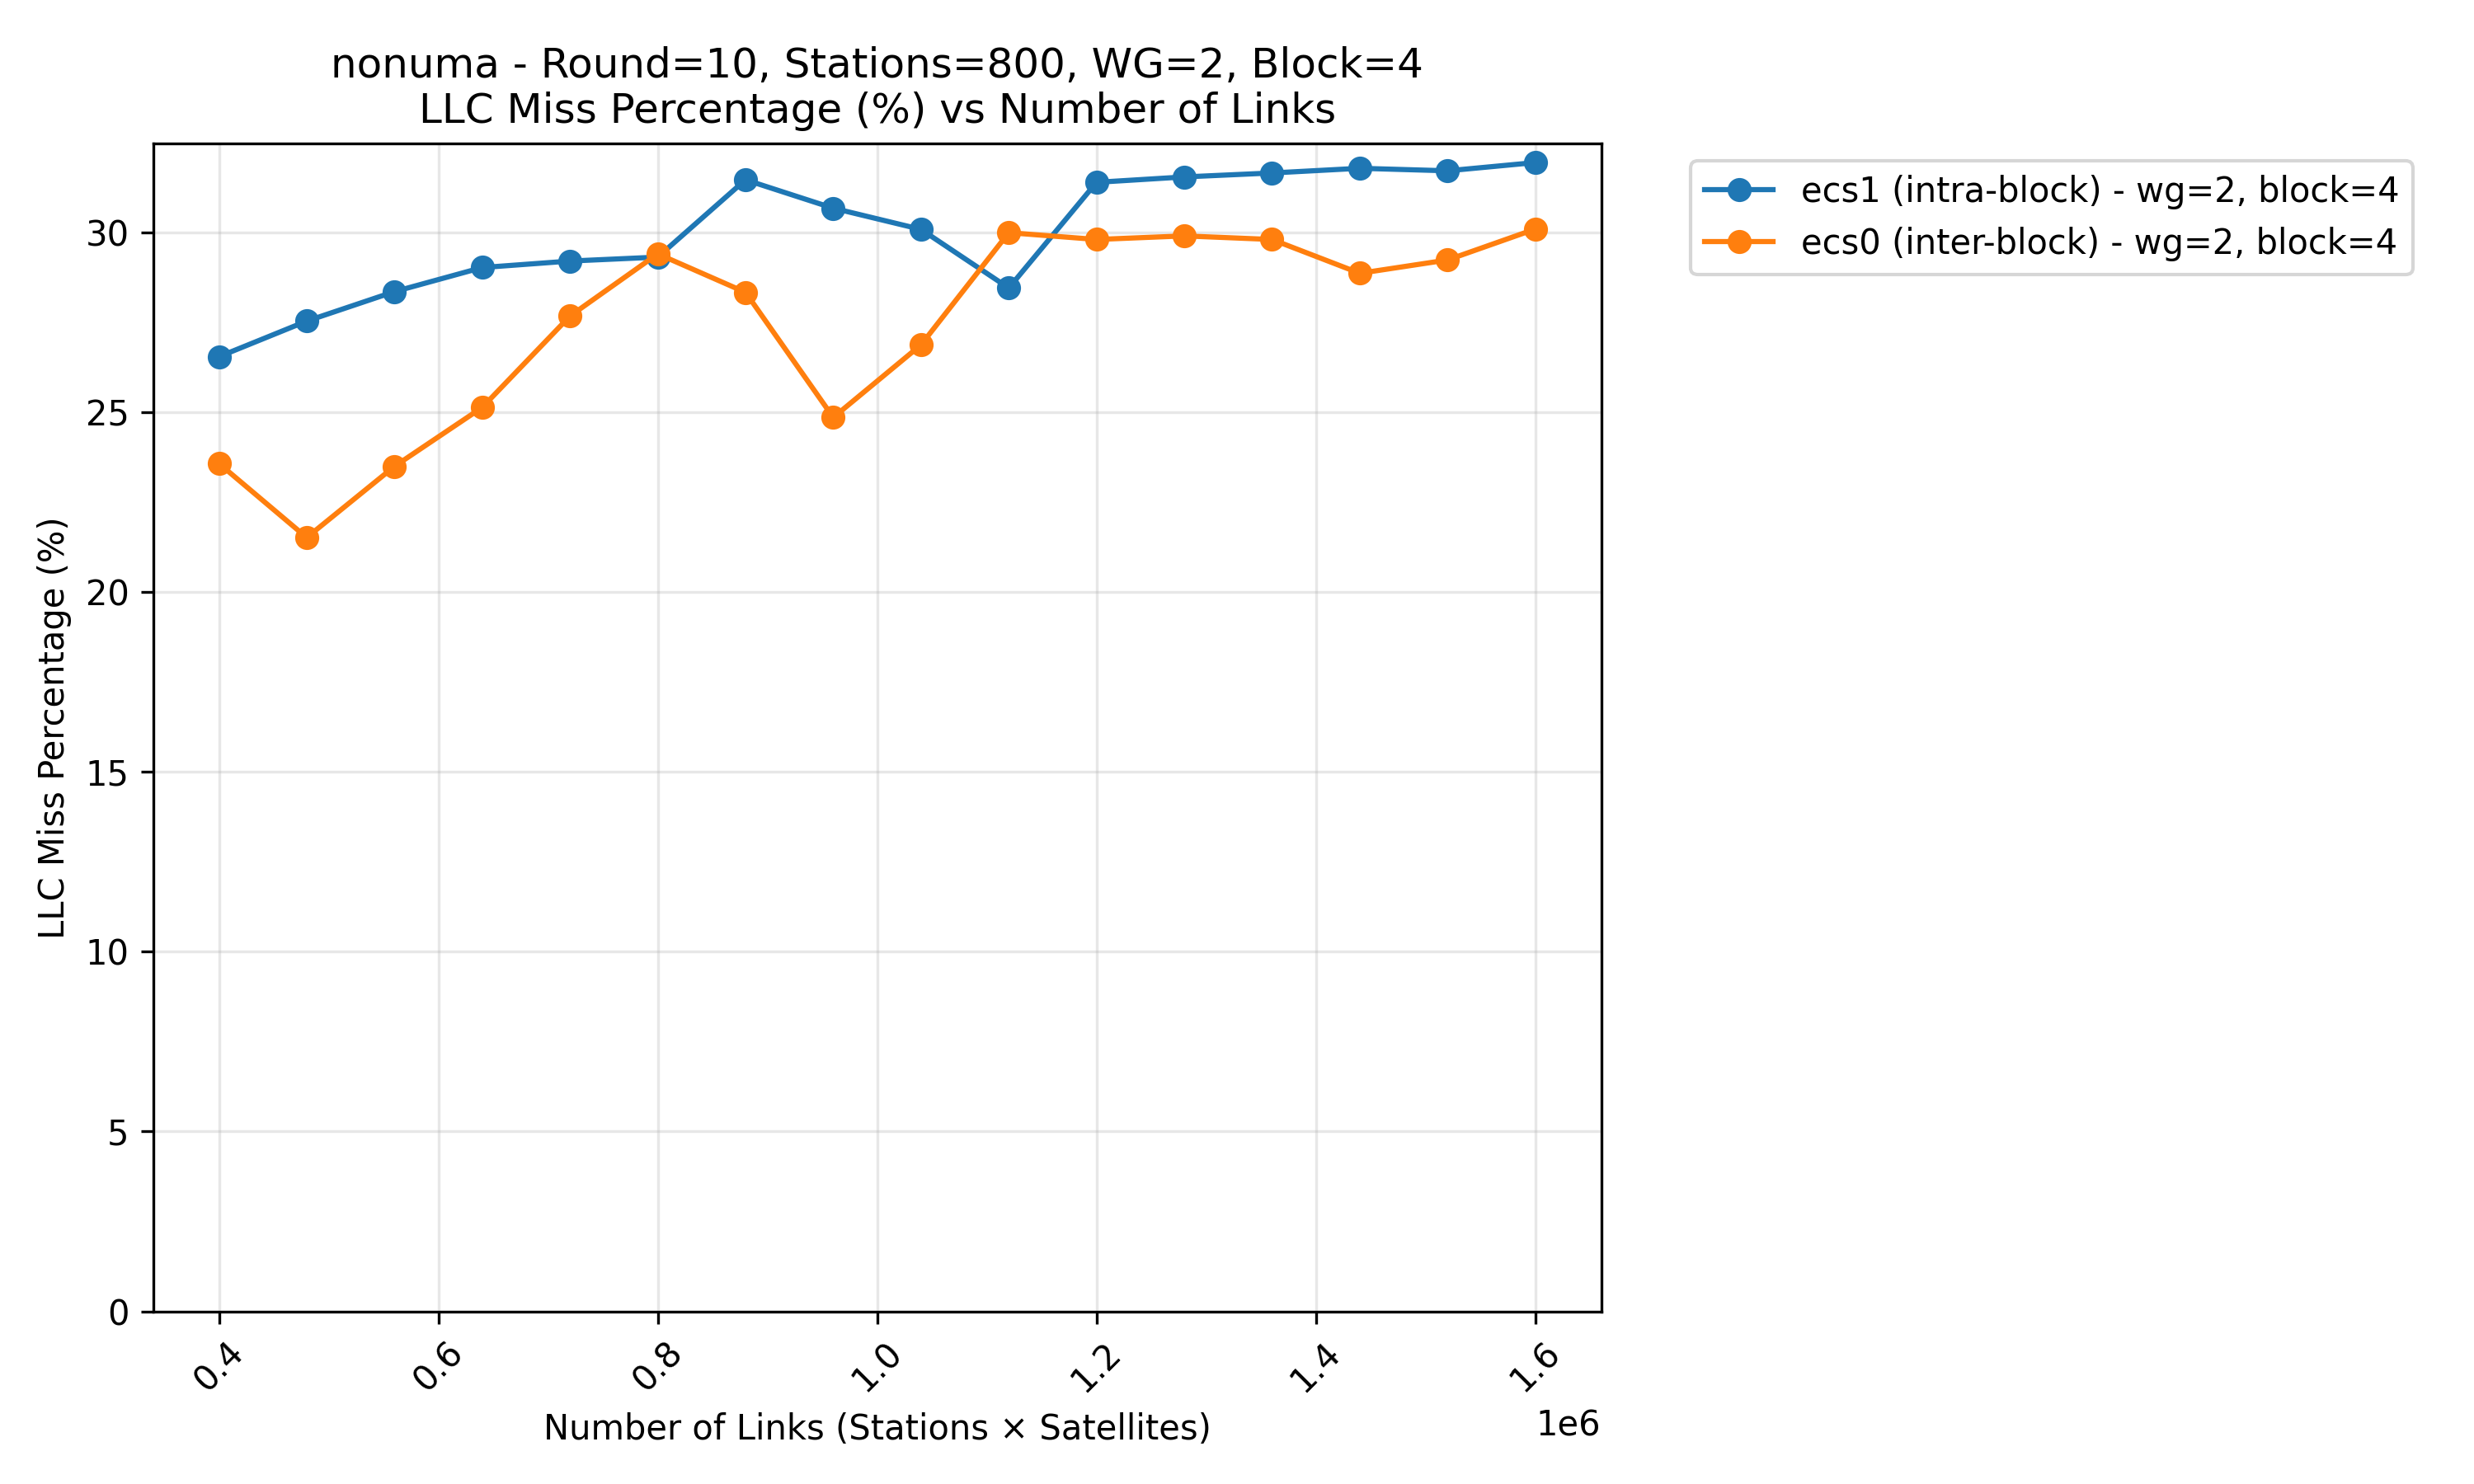 nonuma - Round=10, Stations=800, WG=2, Block=4
LLC Miss Percentage (%) vs Number of Links
ecs1 (intra-block) - wg=2, block=4
ecs0 (inter-block) - wg=2, block=4
LLC Miss Percentage (%)
30
25
20
15
10
5
0
0.4 0.6 0.8 1.0 1.2 1.4 1.6
1e6
Number of Links (Stations × Satellites)